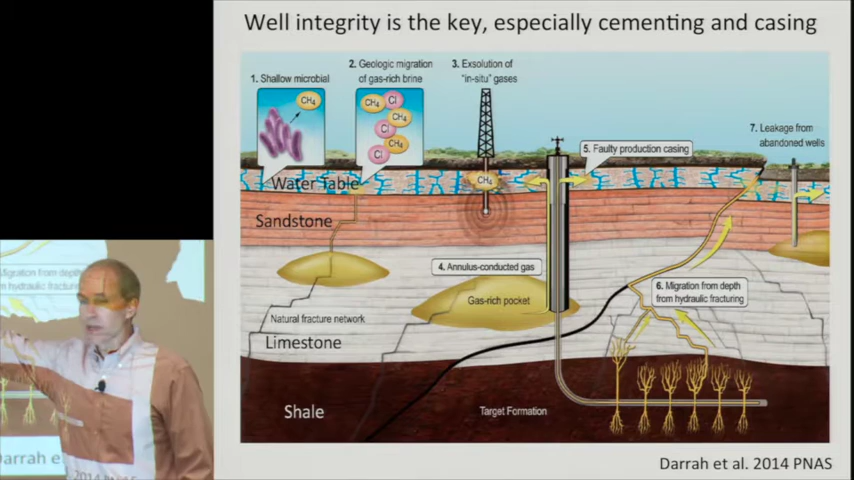 Well integrity is the key, especially cementing and casing
1. Shallow microbial
CH4
2. Geologic migration
of gas-rich brine
CH4
Cl
CH4
Cl
CH4
Cl
3. Exsolution of
"in-situ" gases
CH4
5. Faulty production casing
7. Leakage from
abandoned wells
Water Table
Sandstone
4. Annulus-conducted gas
Gas-rich pocket
6. Migration from depth
from hydraulic fracturing
Natural fracture network
Limestone
Shale
Target Formation
Darrah et al. 2014 PNAS
Migration from depth
m hydraulic fracturing
Darrah e
2014 PNAS